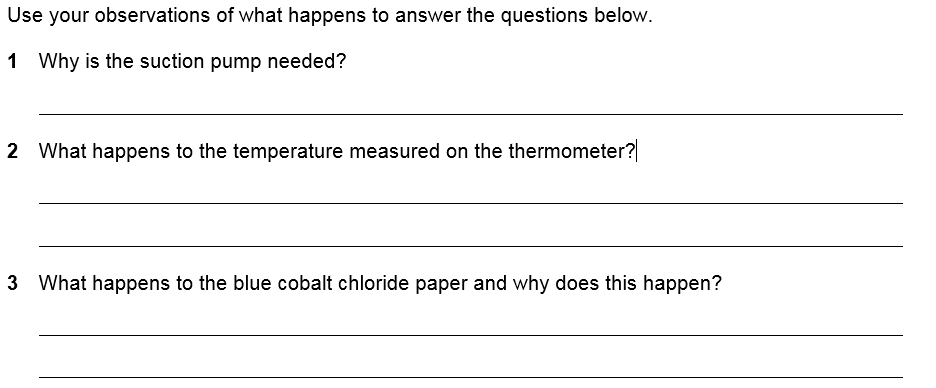 Use your observations of what happens to answer the questions below.
1 Why is the suction pump needed?
2 What happens to the temperature measured on the thermometer?
3 What happens to the blue cobalt chloride paper and why does this happen?